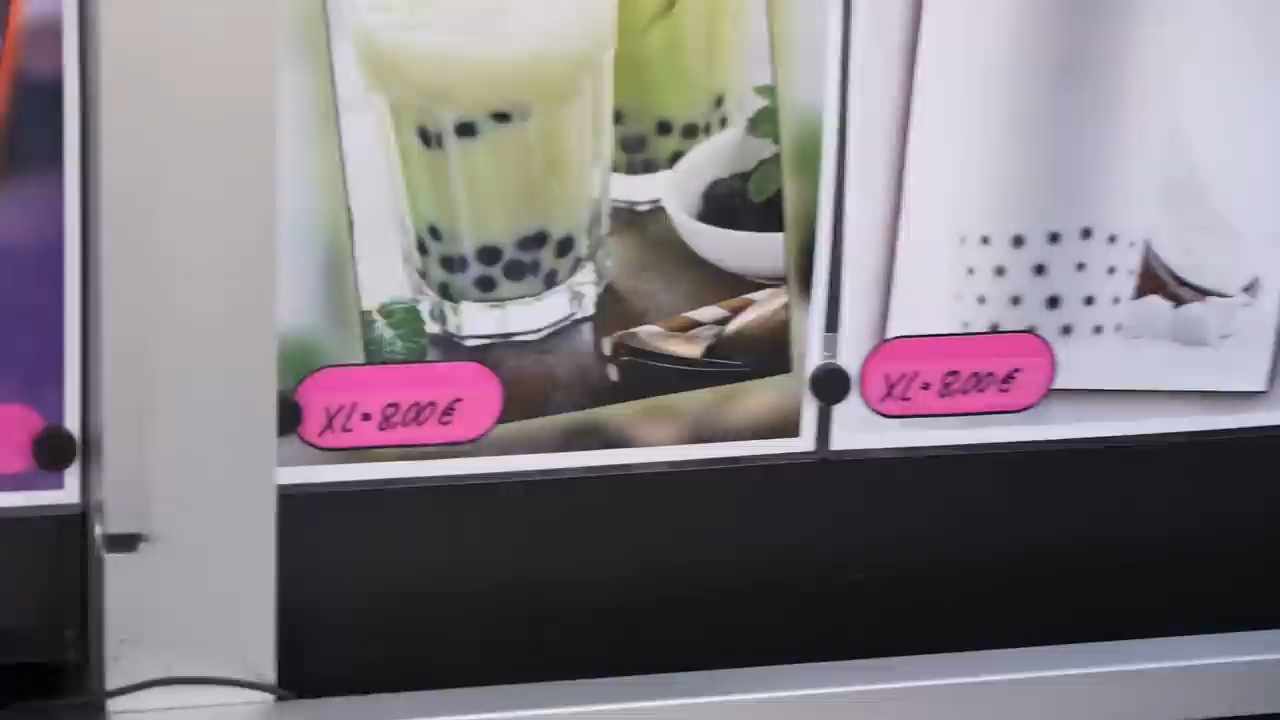 XL = 8.00 €
XL = 8.00 €